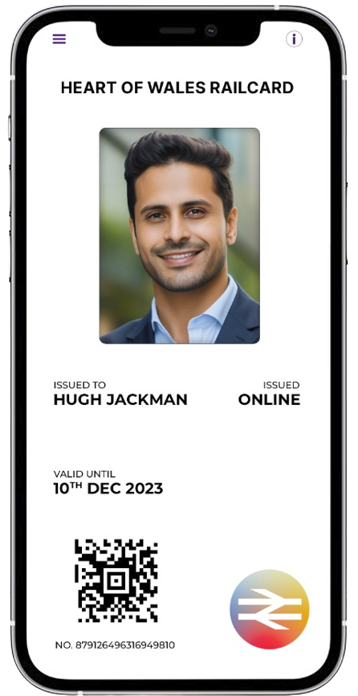 HEART OF WALES RAILCARD
ISSUED TO
HUGH JACKMAN
ISSUED
ONLINE
VALID UNTIL
10TH DEC 2023
NO. 879126496316949810